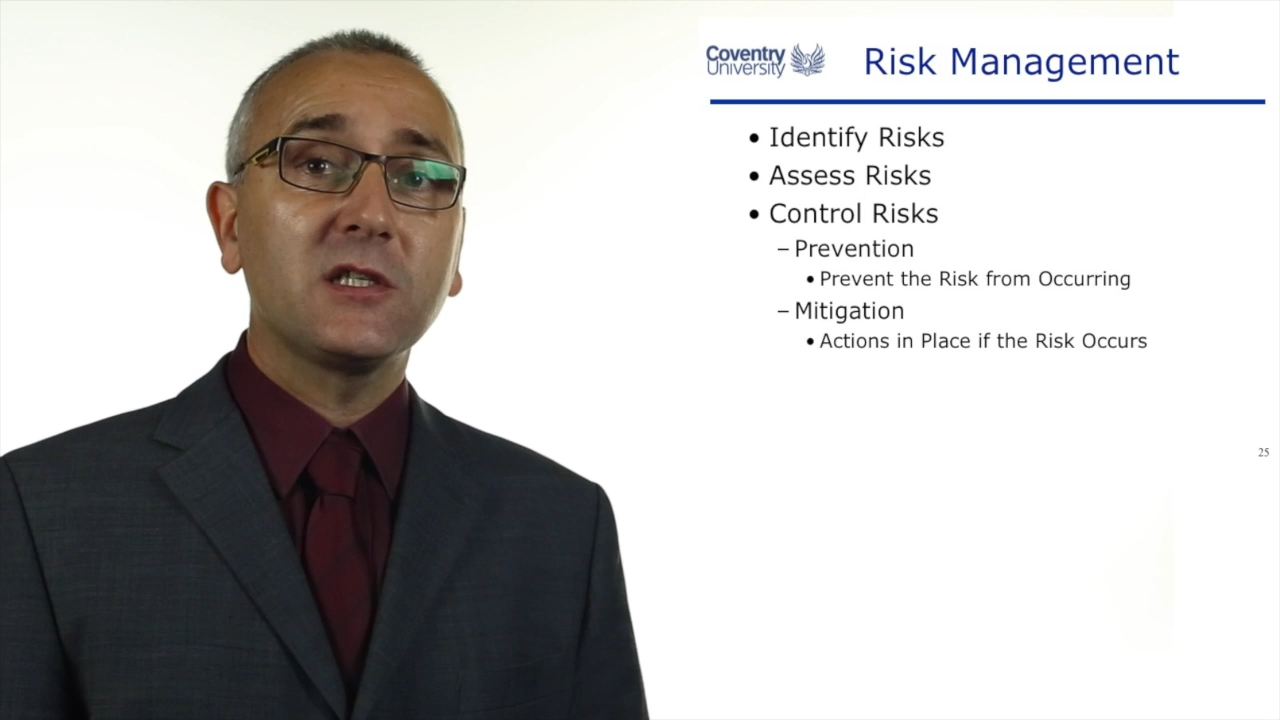 Coventry
University
Risk Management
• Identify Risks
• Assess Risks
• Control Risks
– Prevention
• Prevent the Risk from Occurring
– Mitigation
• Actions in Place if the Risk Occurs
25